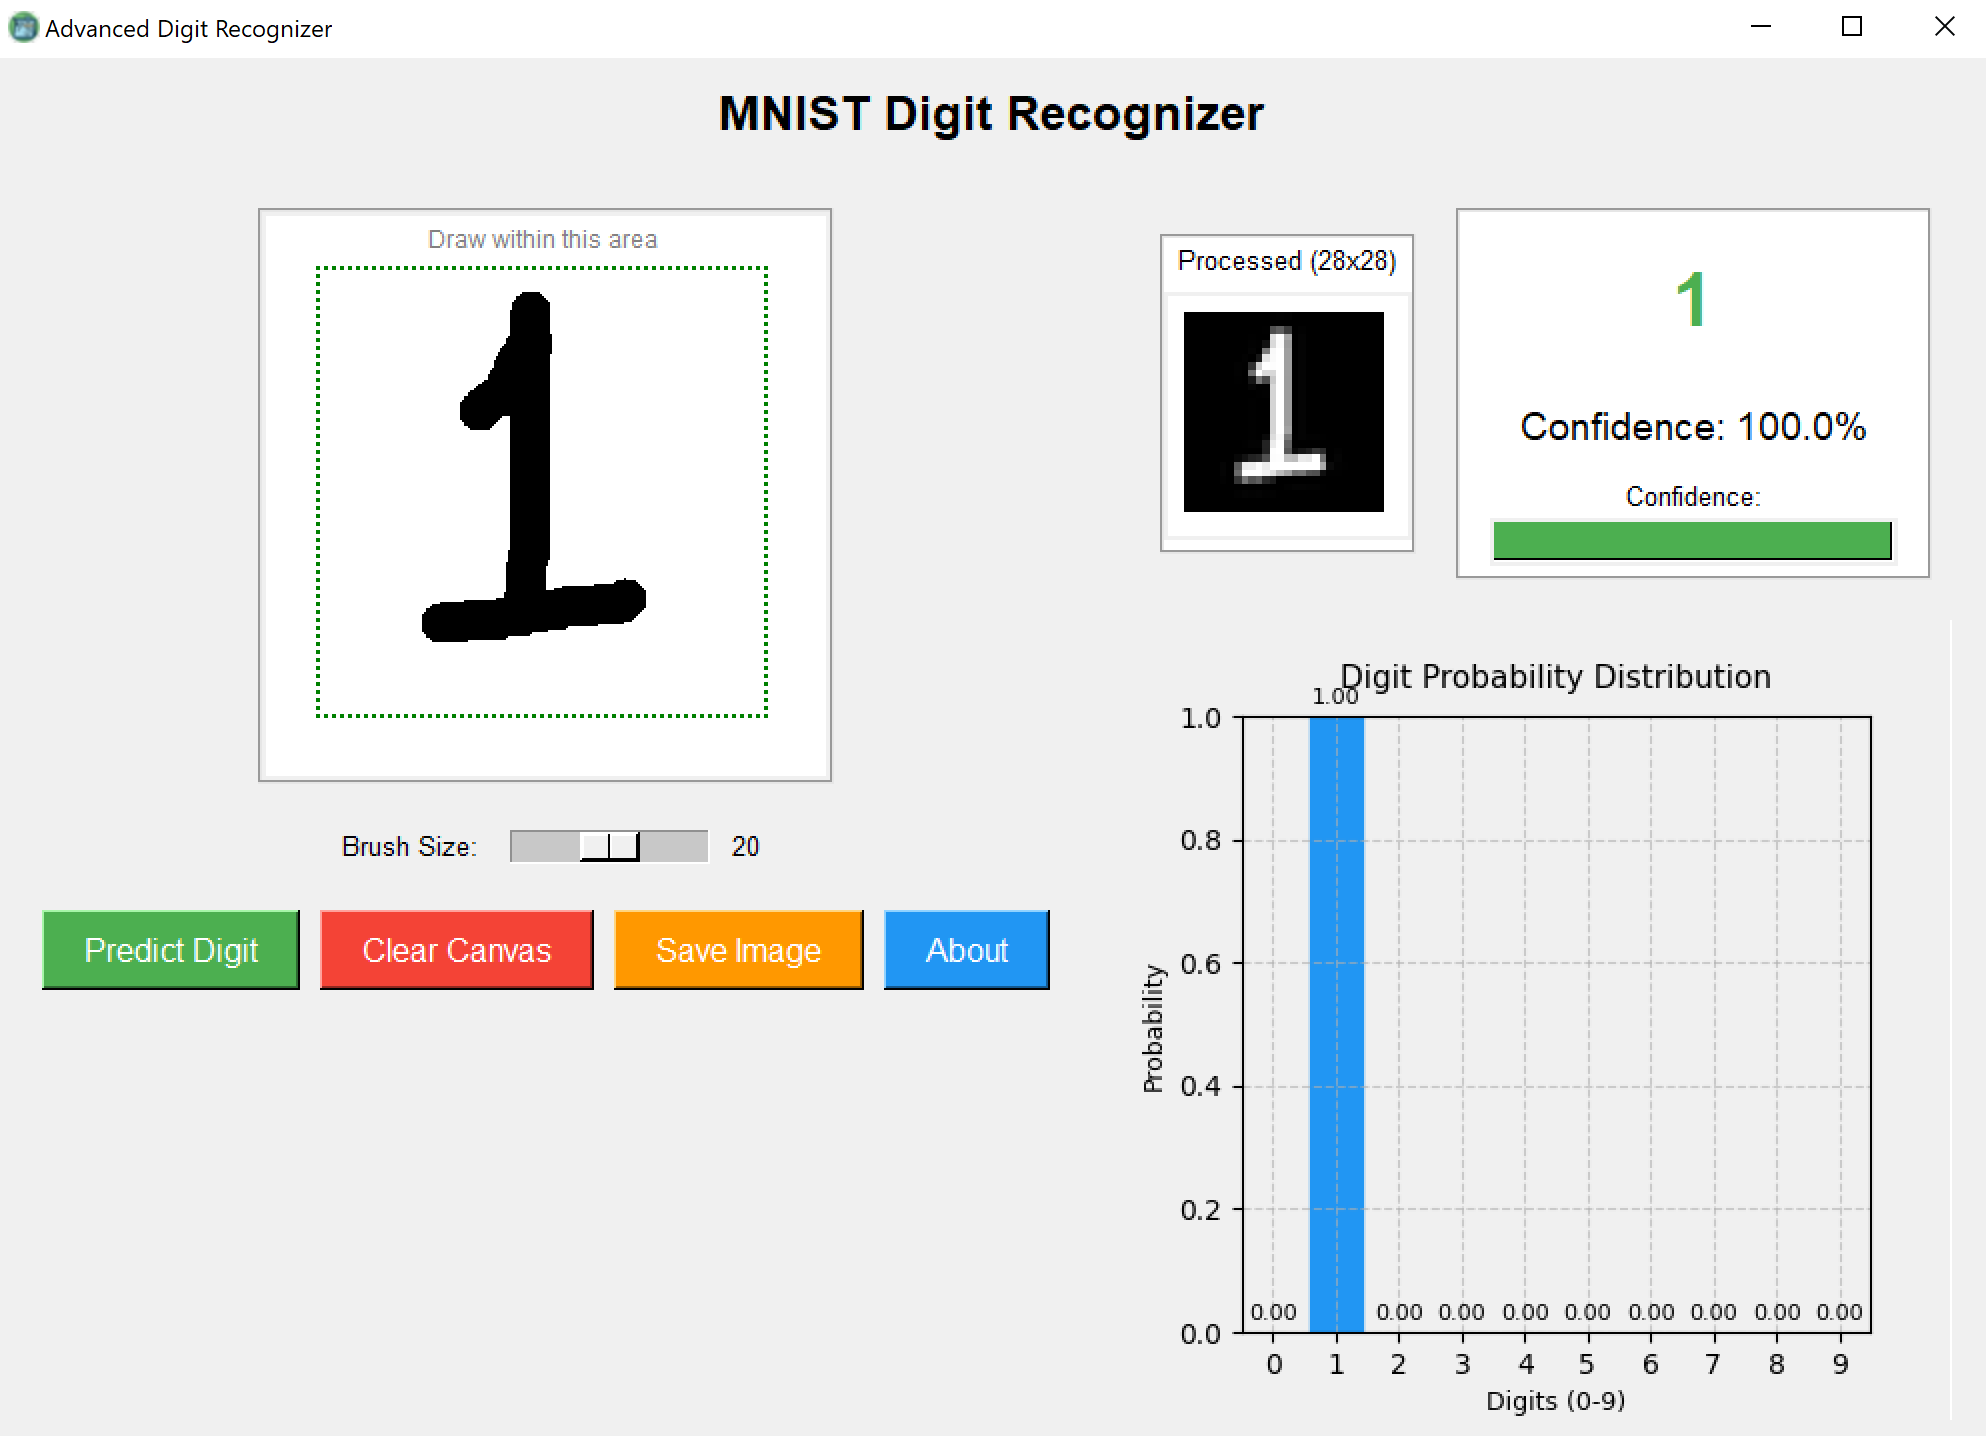 Advanced Digit Recognizer
MNIST Digit Recognizer
Draw within this area
1
Processed (28x28)
1
1
Confidence: 100.0%
Confidence:
Brush Size: 20
Predict Digit Clear Canvas Save Image About
Digit Probability Distribution
1.00
1.0
0.8
0.6
0.4
0.2
0.0
Probability
0.00 0.00 0.00 0.00 0.00 0.00 0.00 0.00 0.00
0 1 2 3 4 5 6 7 8 9
Digits (0-9)